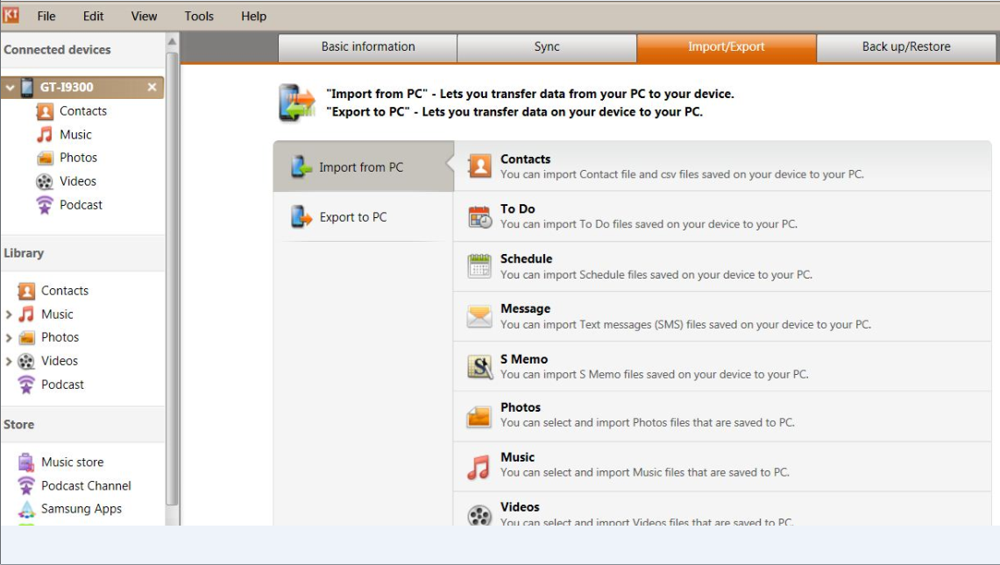 File Edit View Tools Help
Connected devices
GT-I9300
Contacts
Music
Photos
Videos
Podcast
Library
Contacts
Music
Photos
Videos
Podcast
Store
Music store
Podcast Channel
Samsung Apps
Basic information Sync Import/Export Back up/Restore
"Import from PC" - Lets you transfer data from your PC to your device.
"Export to PC" - Lets you transfer data on your device to your PC.
Import from PC
Export to PC
Contacts
You can import Contact file and csv files saved on your device to your PC.
To Do
You can import To Do files saved on your device to your PC.
Schedule
You can import Schedule files saved on your device to your PC.
Message
You can import Text messages (SMS) files saved on your device to your PC.
S Memo
You can import S Memo files saved on your device to your PC.
Photos
You can select and import Photos files that are saved to PC.
Music
You can select and import Music files that are saved to PC.
Videos
You can select and import Videos files that are saved to PC.